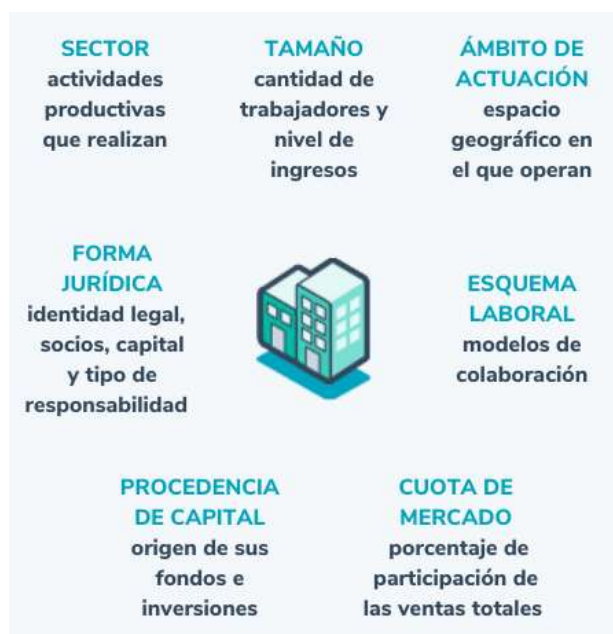 SECTOR
actividades
productivas
que realizan
TAMAÑO
cantidad de
trabajadores y
nivel de
ingresos
ÁMBITO DE
ACTUACIÓN
espacio
geográfico en
el que operan
FORMA
JURÍDICA
identidad legal,
socios, capital
y tipo de
responsabilidad
ESQUEMA
LABORAL
modelos de
colaboración
PROCEDENCIA
DE CAPITAL
origen de sus
fondos e
inversiones
CUOTA DE
MERCADO
porcentaje de
participación de
las ventas totales